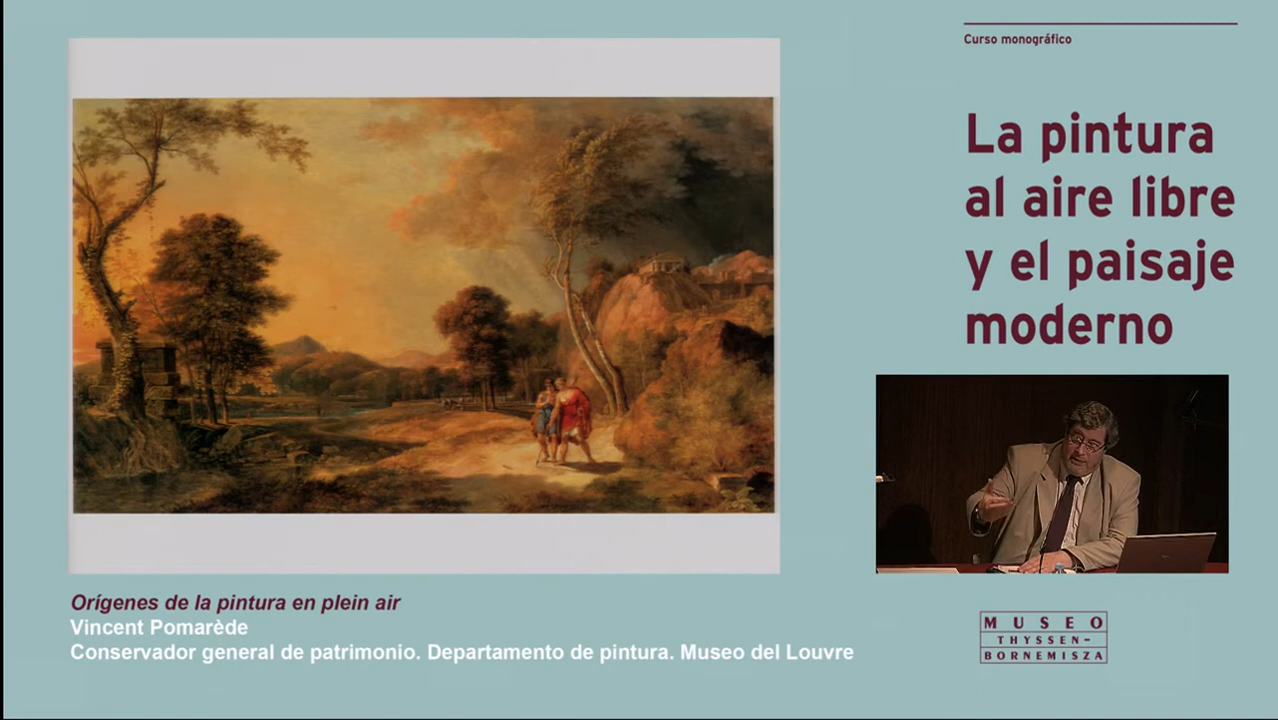 Curso monográfico
La pintura
al aire libre
y el paisaje
moderno
Orígenes de la pintura en plein air
Vincent Pomarède
Conservador general de patrimonio. Departamento de pintura. Museo del Louvre
MUSEO
THYSSEN-
BORNEMISZA